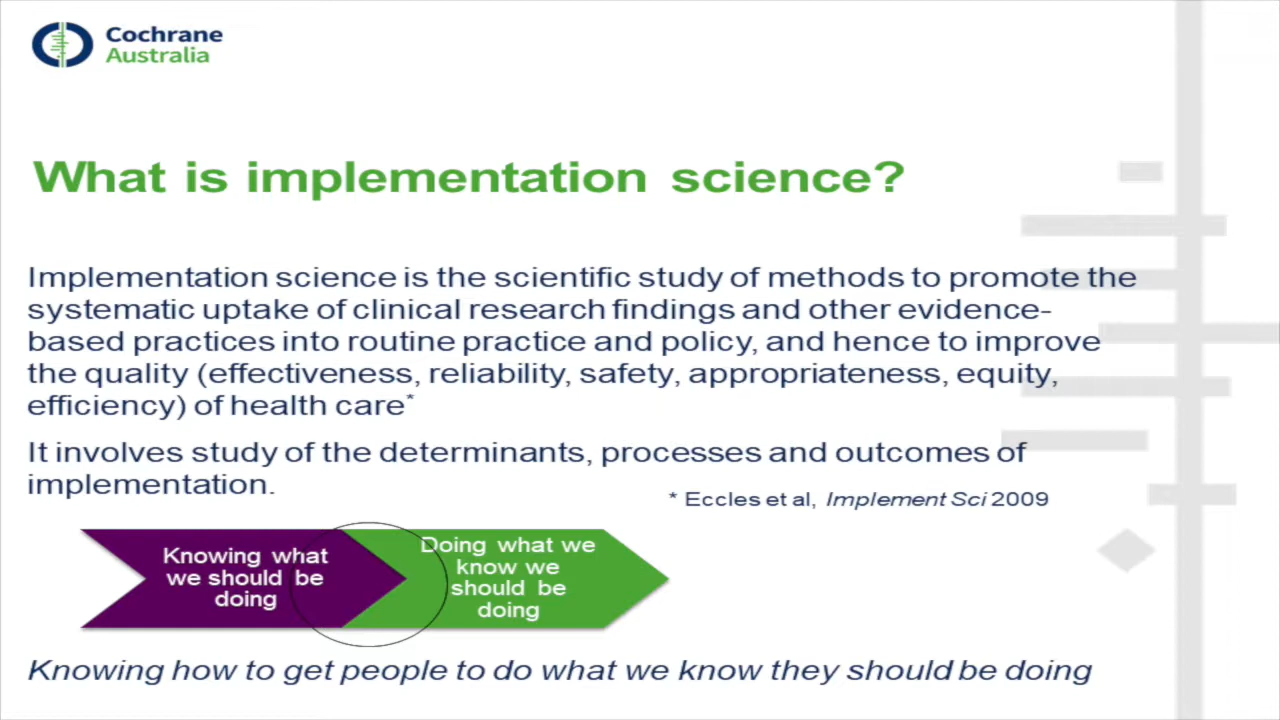 Cochrane
Australia
What is implementation science?
Implementation science is the scientific study of methods to promote the
systematic uptake of clinical research findings and other evidence-
based practices into routine practice and policy, and hence to improve
the quality (effectiveness, reliability, safety, appropriateness, equity,
efficiency) of health care*
It involves study of the determinants, processes and outcomes of
implementation.
* Eccles et al, Implement Sci 2009
Knowing what
we should be
doing
Doing what we
know we
should be
doing
Knowing how to get people to do what we know they should be doing